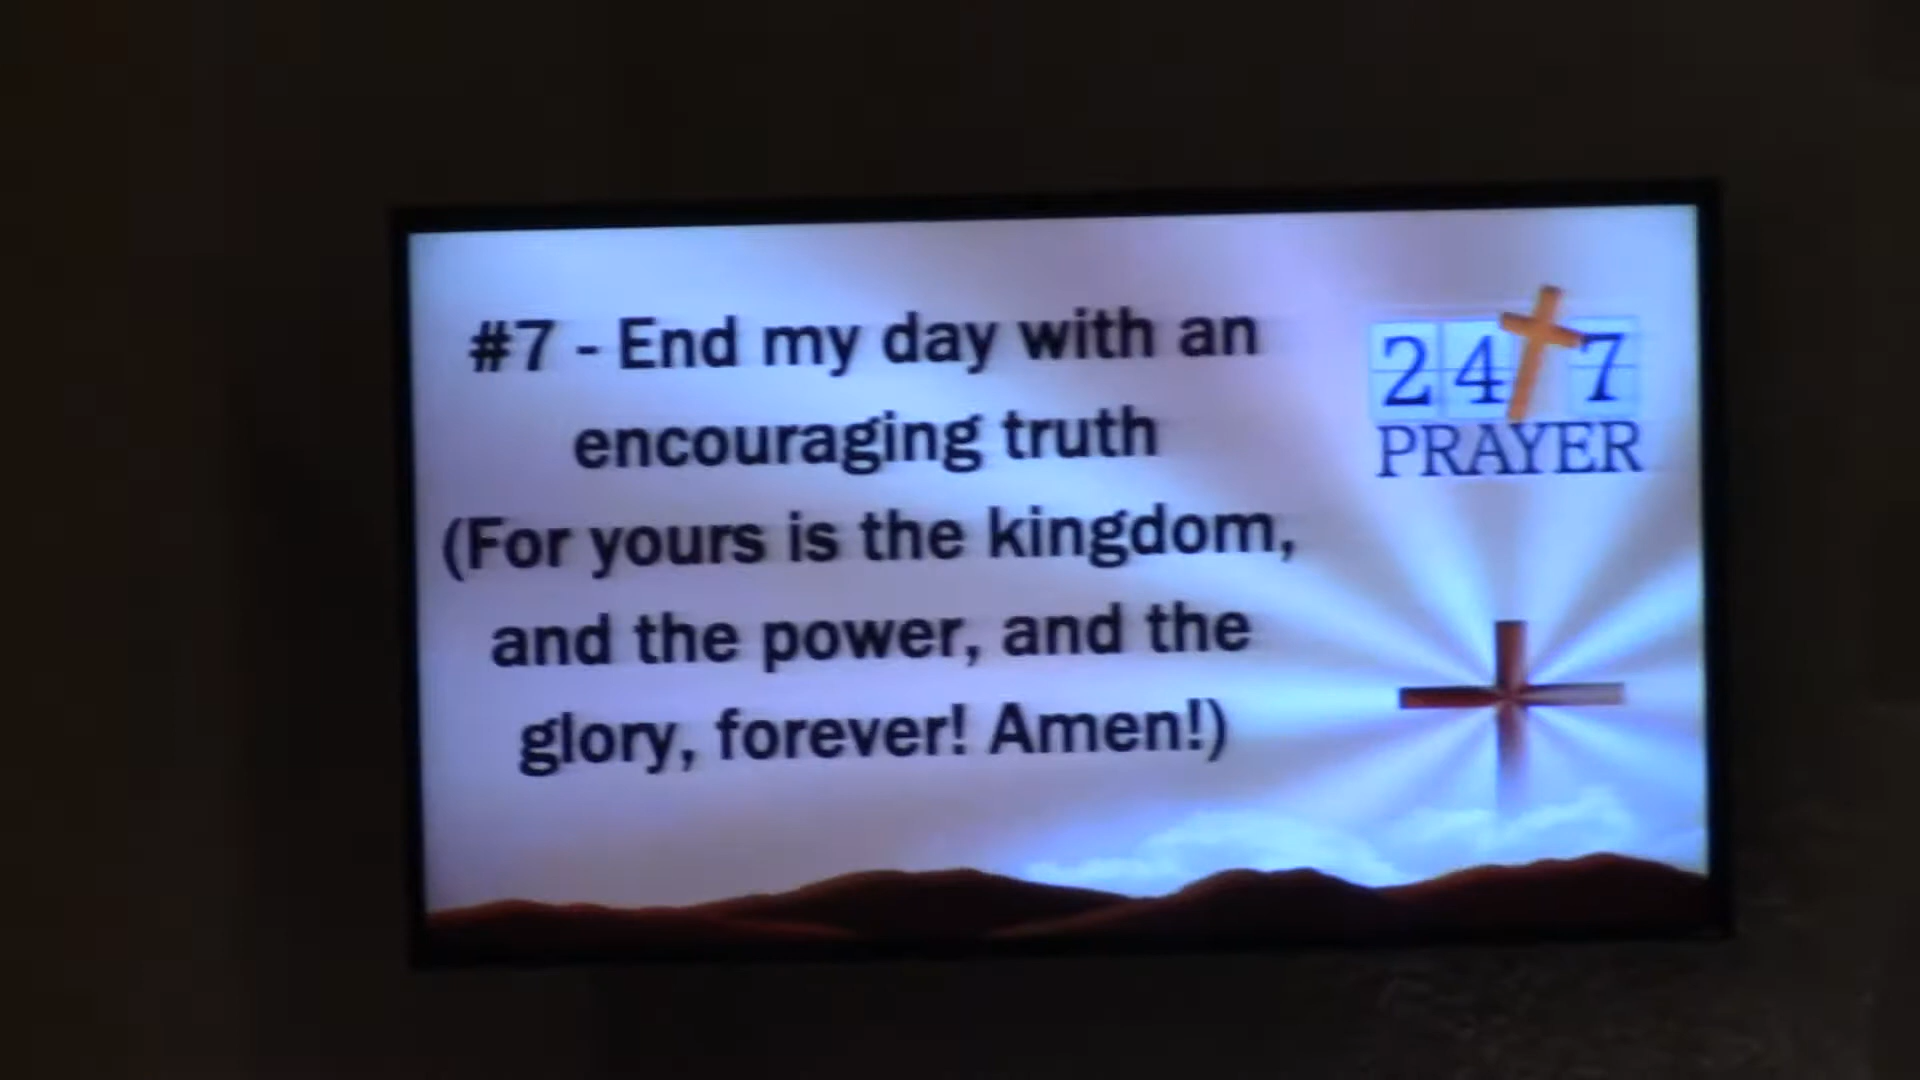 #7 - End my day with an
encouraging truth
(For yours is the kingdom,
and the power, and the
glory, forever! Amen!)
24 7
PRAYER